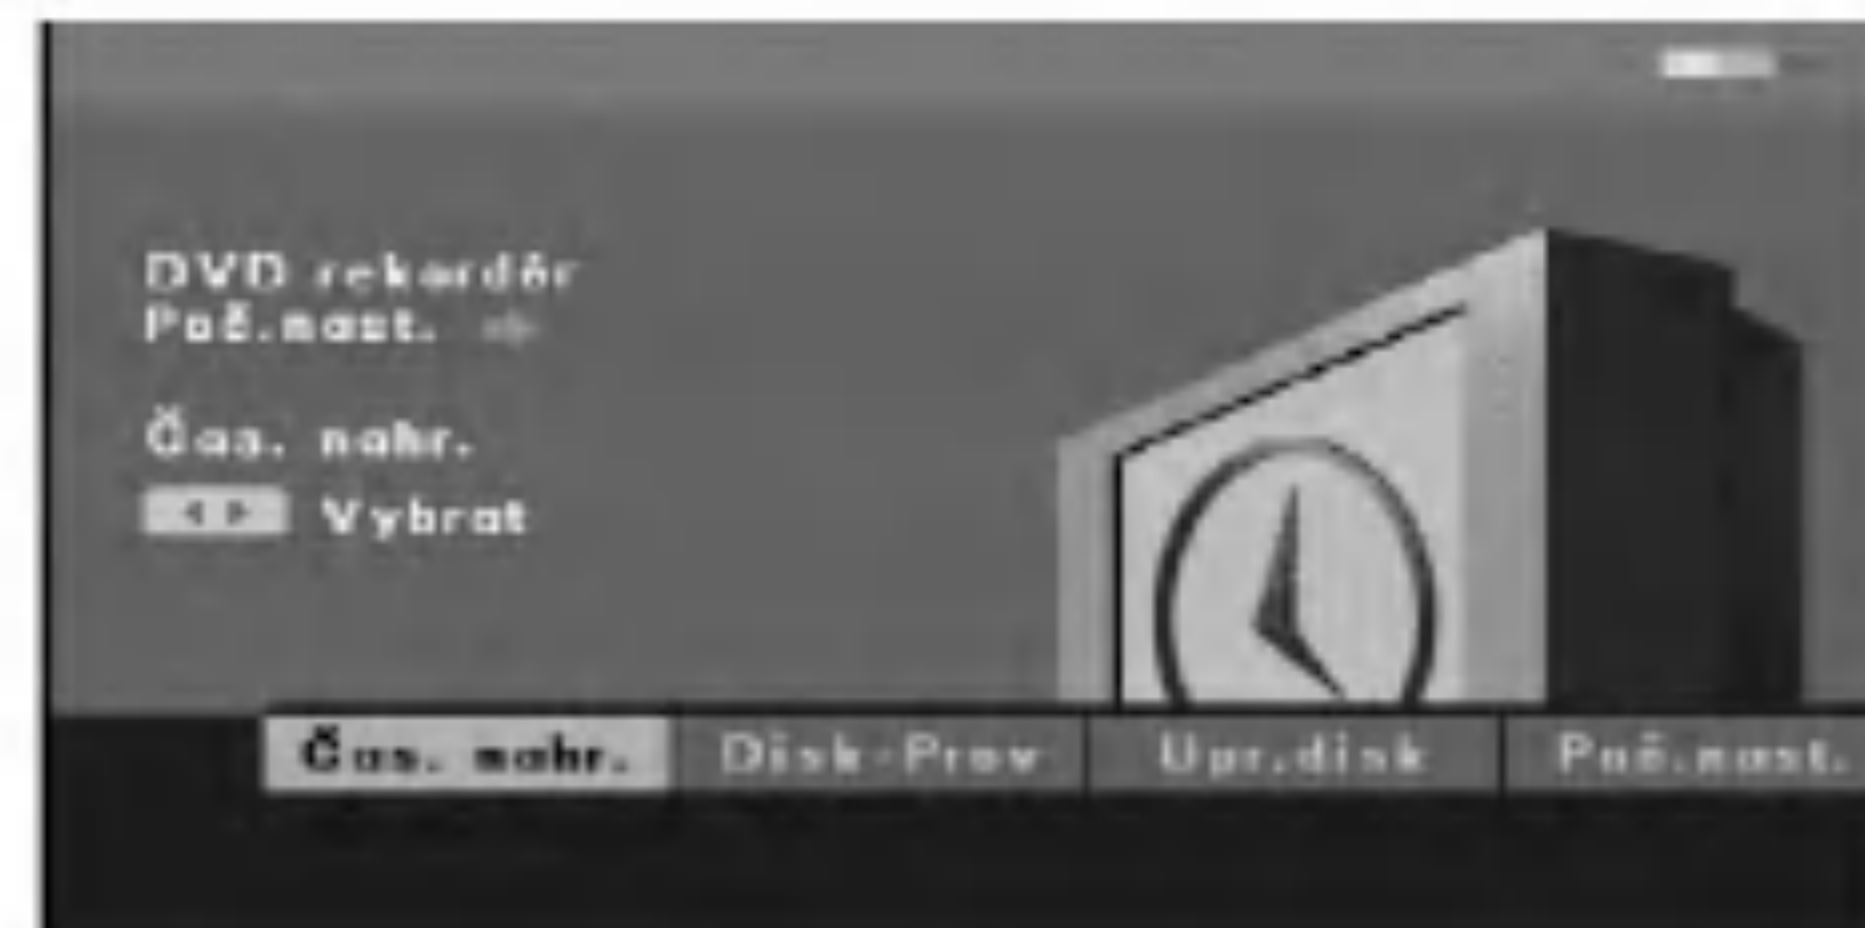 DVD rekordér
Poč.nast.
Čas. nahr.
Vybrat
Čas. nahr. Disk-Prov Upr.disk Poč.nast.